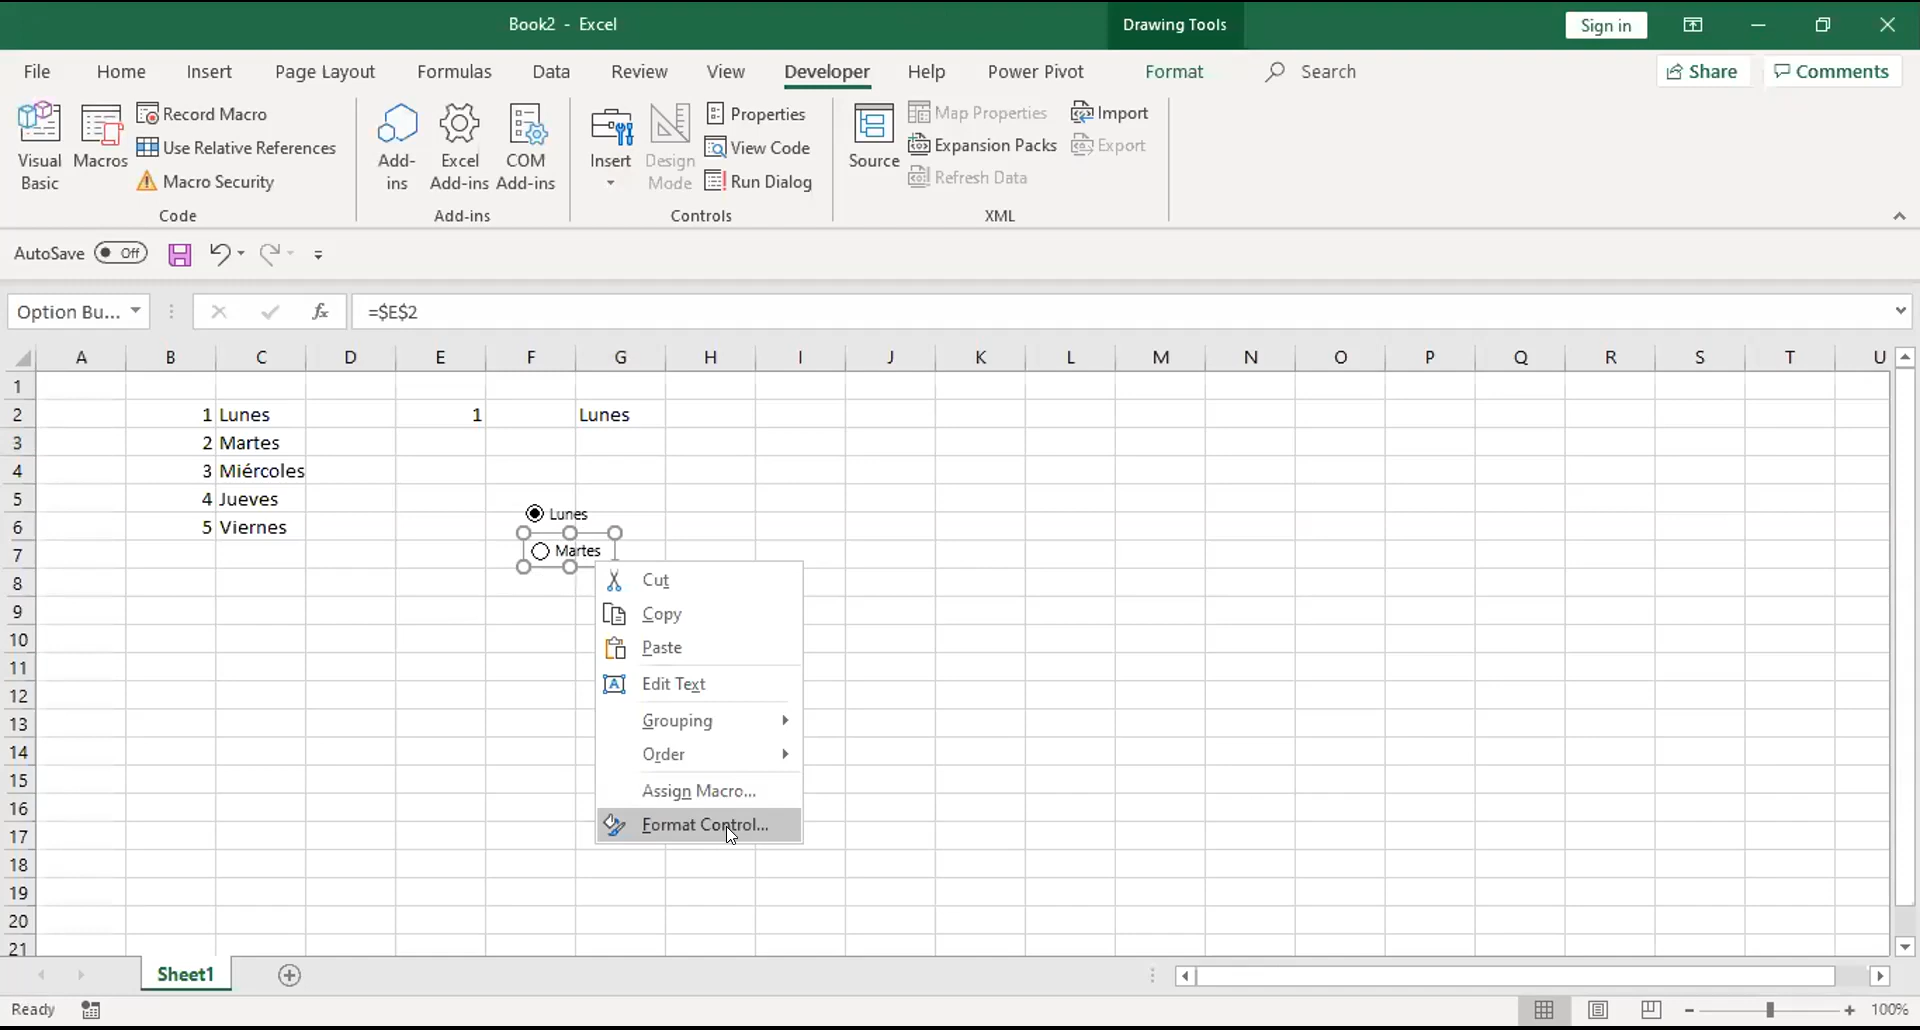 Book2 - Excel
Drawing Tools
Sign in
File Home Insert Page Layout Formulas Data Review View Developer Help Power Pivot Format Search Share Comments
Visual Basic
Macros
Record Macro
Use Relative References
Macro Security
Code
Add-ins
Excel Add-ins
COM Add-ins
Add-ins
Insert
Design Mode
Properties
View Code
Run Dialog
Controls
Source
Map Properties
Expansion Packs
Refresh Data
Import
Export
XML
AutoSave Off
Option Bu... fx =$E$2
A B C D E F G H I J K L M N O P Q R S T U
1
2 1 Lunes 1 Lunes
3 2 Martes
4 3 Miércoles
5 4 Jueves
6 5 Viernes
Lunes
7 Martes
8 Cut
9 Copy
10 Paste
11 Edit Text
12 Grouping
13 Order
14 Assign Macro...
15 Format Control...
16
17
18
19
20
21
Sheet1
Ready 100%